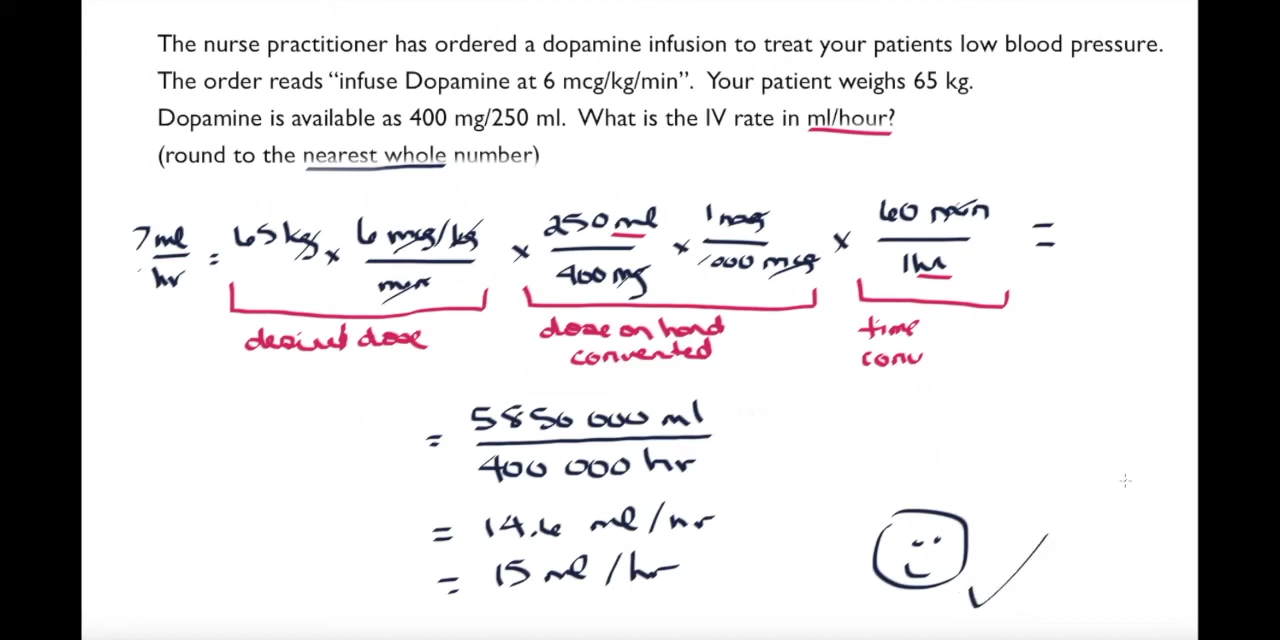 The nurse practitioner has ordered a dopamine infusion to treat your patients low blood pressure.
The order reads “infuse Dopamine at 6 mcg/kg/min”. Your patient weighs 65 kg.
Dopamine is available as 400 mg/250 ml. What is the IV rate in ml/hour?
(round to the nearest whole number)
? ml/hr = 65 kg x 6 mcg/kg/min x 250 ml/400 mg x 1 mg/1000 mcg x 60 min/1 hr =
desired dose
dose on hand converted
time conv
= 5850 000 ml/400 000 hr
= 14.6 ml/hr
= 15 ml/hr